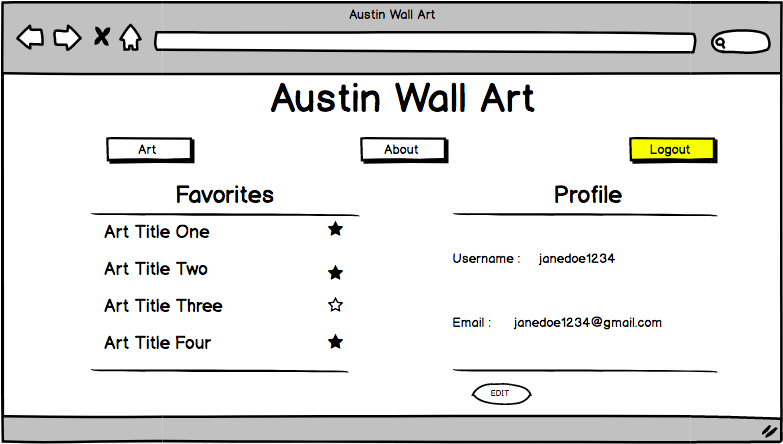 Austin Wall Art
Austin Wall Art
Art
About
Logout
Favorites
Art Title One
Art Title Two
Art Title Three
Art Title Four
Profile
Username : janedoe1234
Email : janedoe1234@gmail.com
EDIT